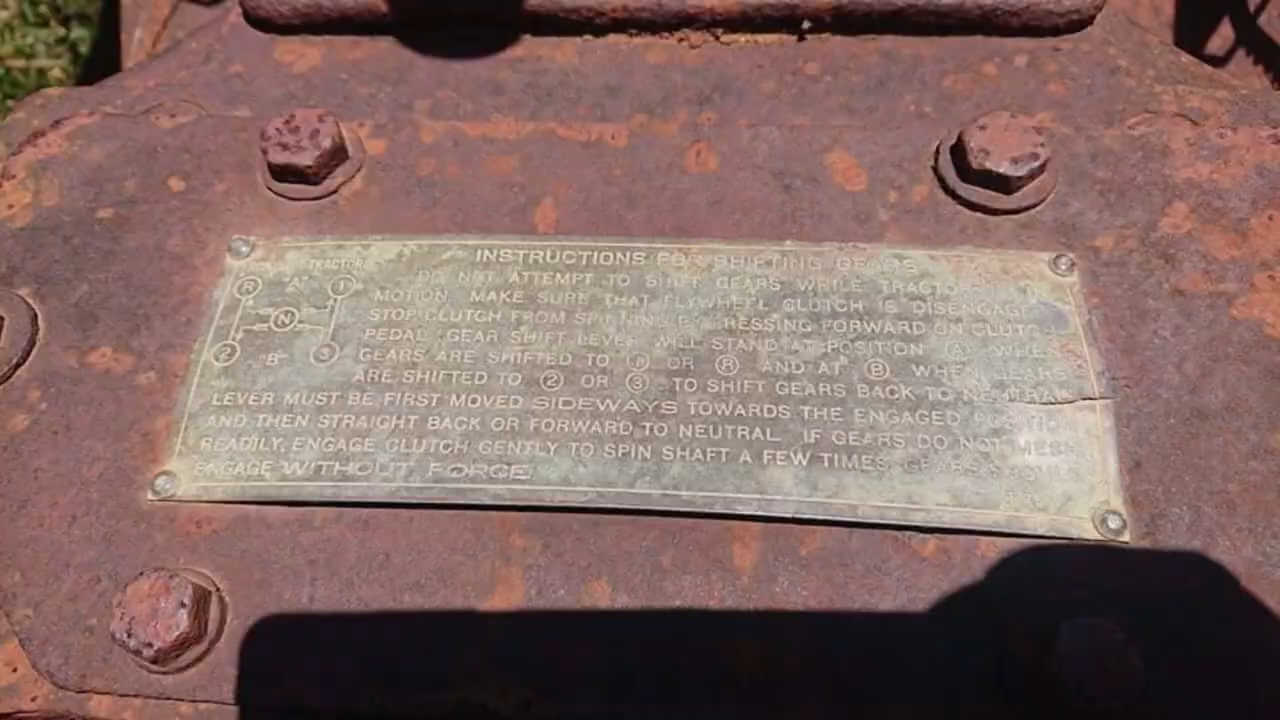 INSTRUCTIONS FOR SHIFTING GEARS
TRACTOR
R "A" 1
N
2 "B" 3
DO NOT ATTEMPT TO SHIFT GEARS WHILE
MOTION. MAKE SURE THAT FLYWHEEL CLUTCH IS
STOP CLUTCH FROM SPINNING PRESSING FORWARD ON CLUTCH
PEDAL. GEAR SHIFT LEVER WILL STAND AT POSITION A WHEN
GEARS ARE SHIFTED TO OR R AND AT B WHEN GEARS
ARE SHIFTED TO 2 OR 3. TO SHIFT GEARS BACK TO NEUTRAL
LEVER MUST BE FIRST MOVED SIDEWAYS TOWARDS THE ENGAGED
AND THEN STRAIGHT BACK OR FORWARD TO NEUTRAL. IF GEARS DO NOT MESH
READILY, ENGAGE CLUTCH GENTLY TO SPIN SHAFT A FEW TIMES. GEARS
ENGAGE WITHOUT FORCE.